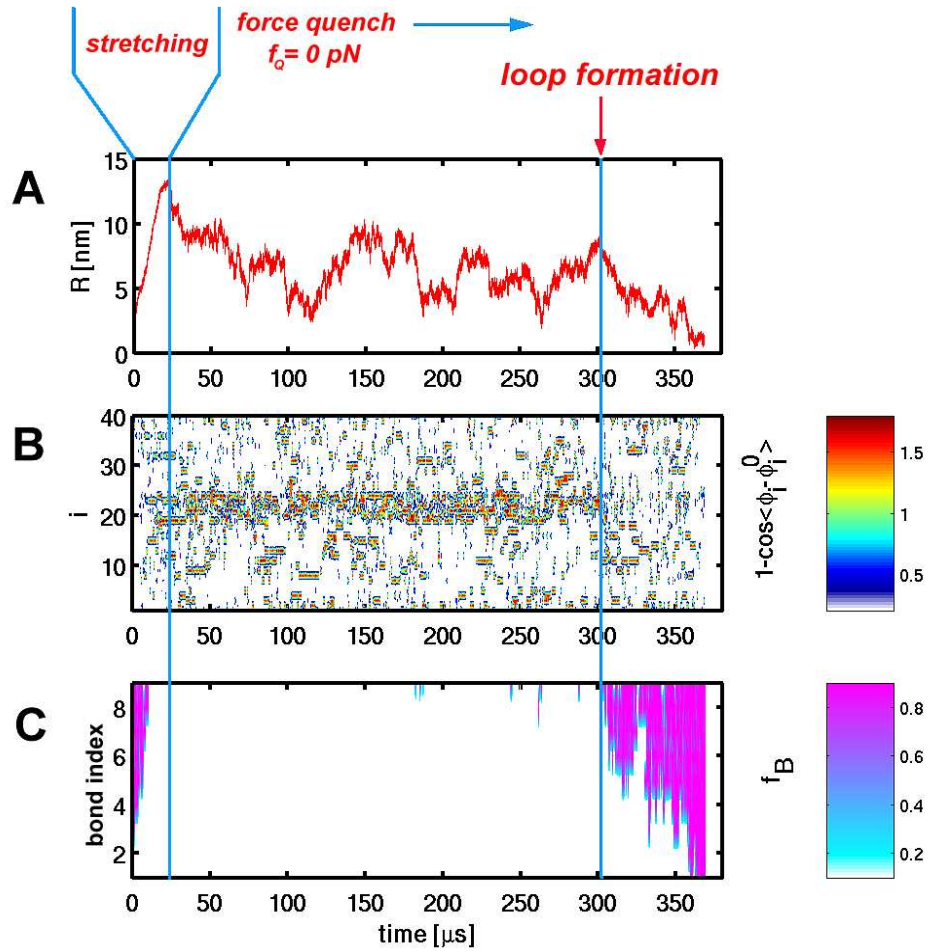 stretching
force quench
f_Q= 0 pN
loop formation
A
R [nm]
15
10
5
0
0 50 100 150 200 250 300 350
B
i
40
30
20
10
0 50 100 150 200 250 300 350
1-cos<ϕ_i-ϕ_i^0>
1.5
1
0.5
C
bond index
8
6
4
2
0 50 100 150 200 250 300 350
time [μs]
f_B
0.8
0.6
0.4
0.2